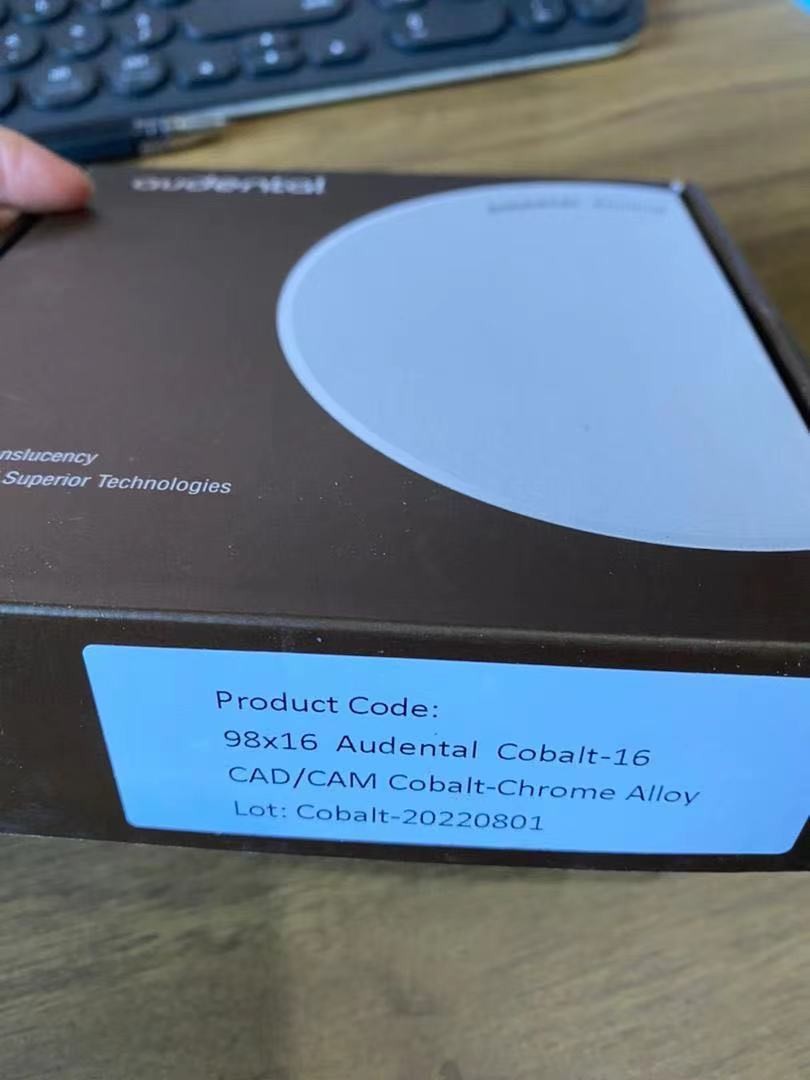 audental
nslucency
Superior Technologies
Product Code:
98x16 Audental Cobalt-16
CAD/CAM Cobalt-Chrome Alloy
Lot: Cobalt-20220801